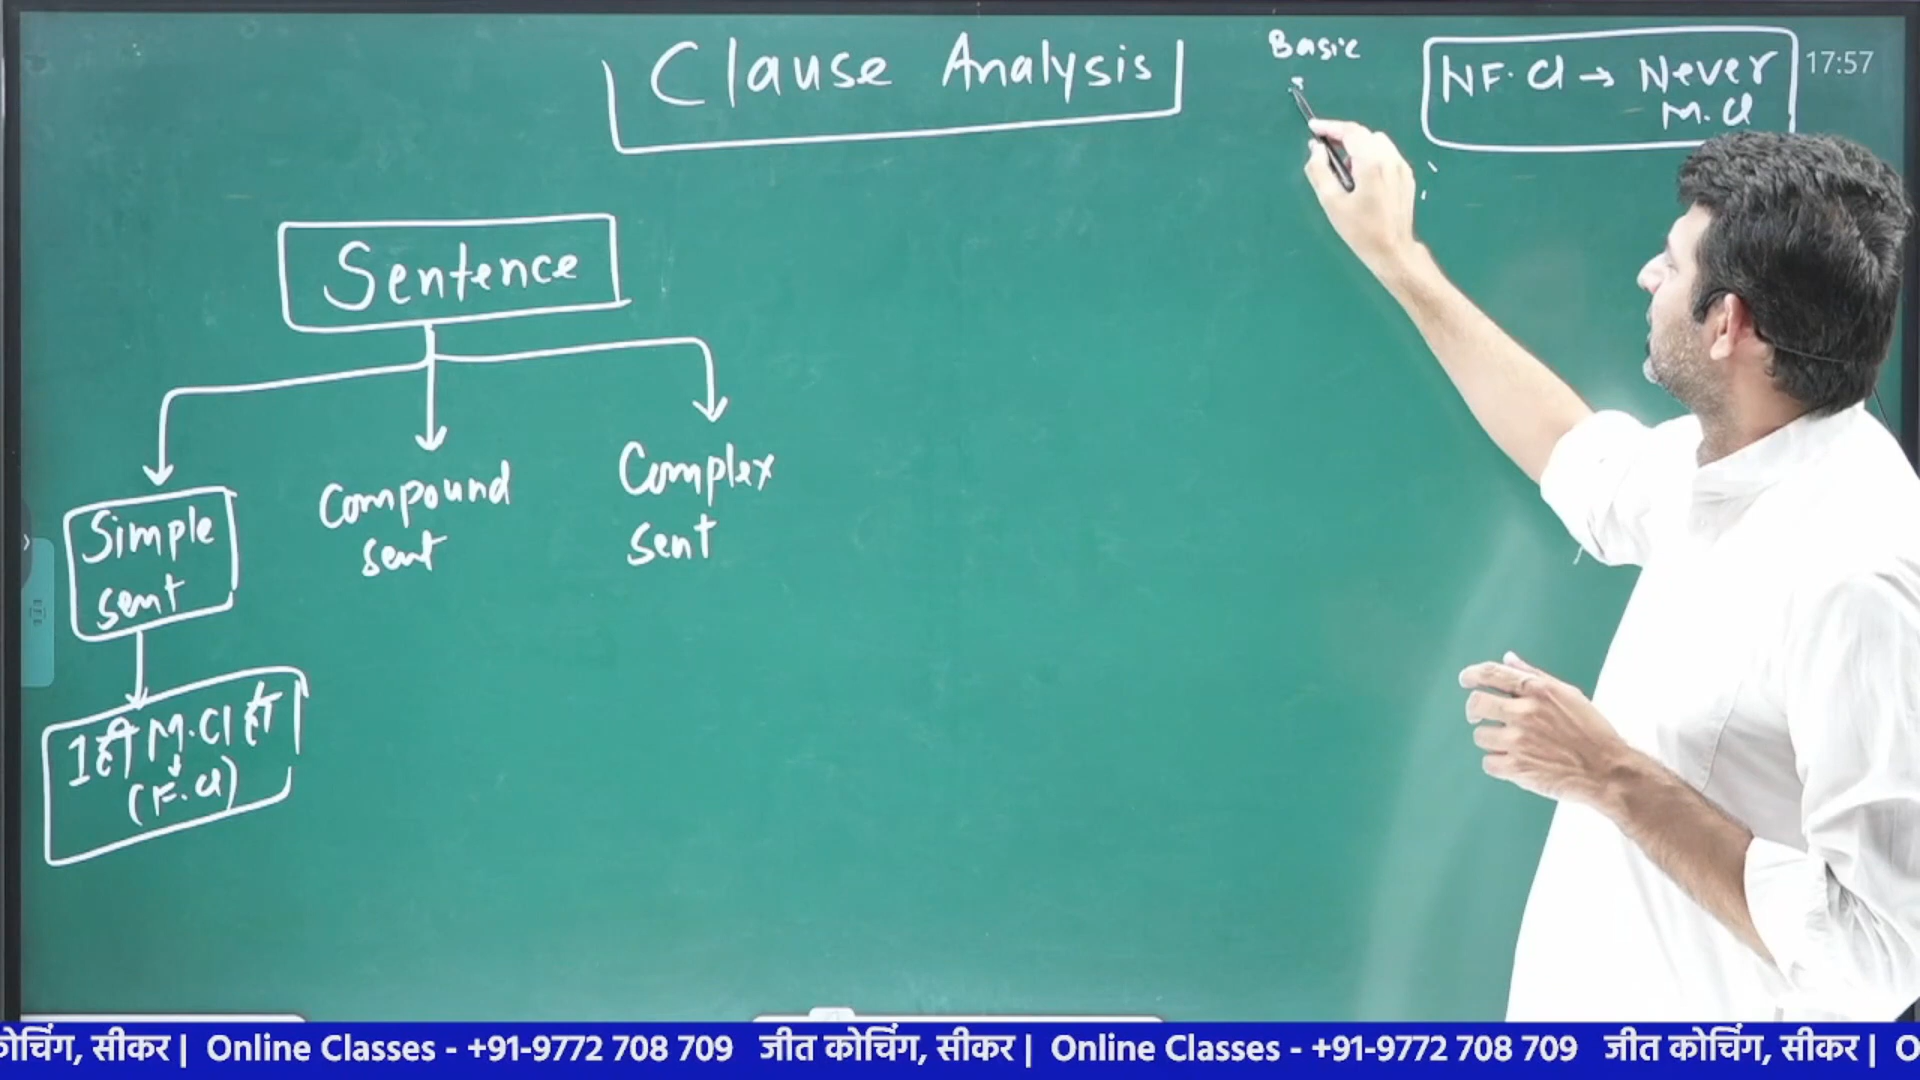 Clause Analysis
Basic
NF.Cl → Never
M.Cl
17:57
Sentence
Simple
sent
Compound
sent
Complex
sent
1 ही M.Cl हो
(F.Cl)
कोचिंग, सीकर | Online Classes - +91-9772 708 709 जीत कोचिंग, सीकर | Online Classes - +91-9772 708 709 जीत कोचिंग, सीकर | O